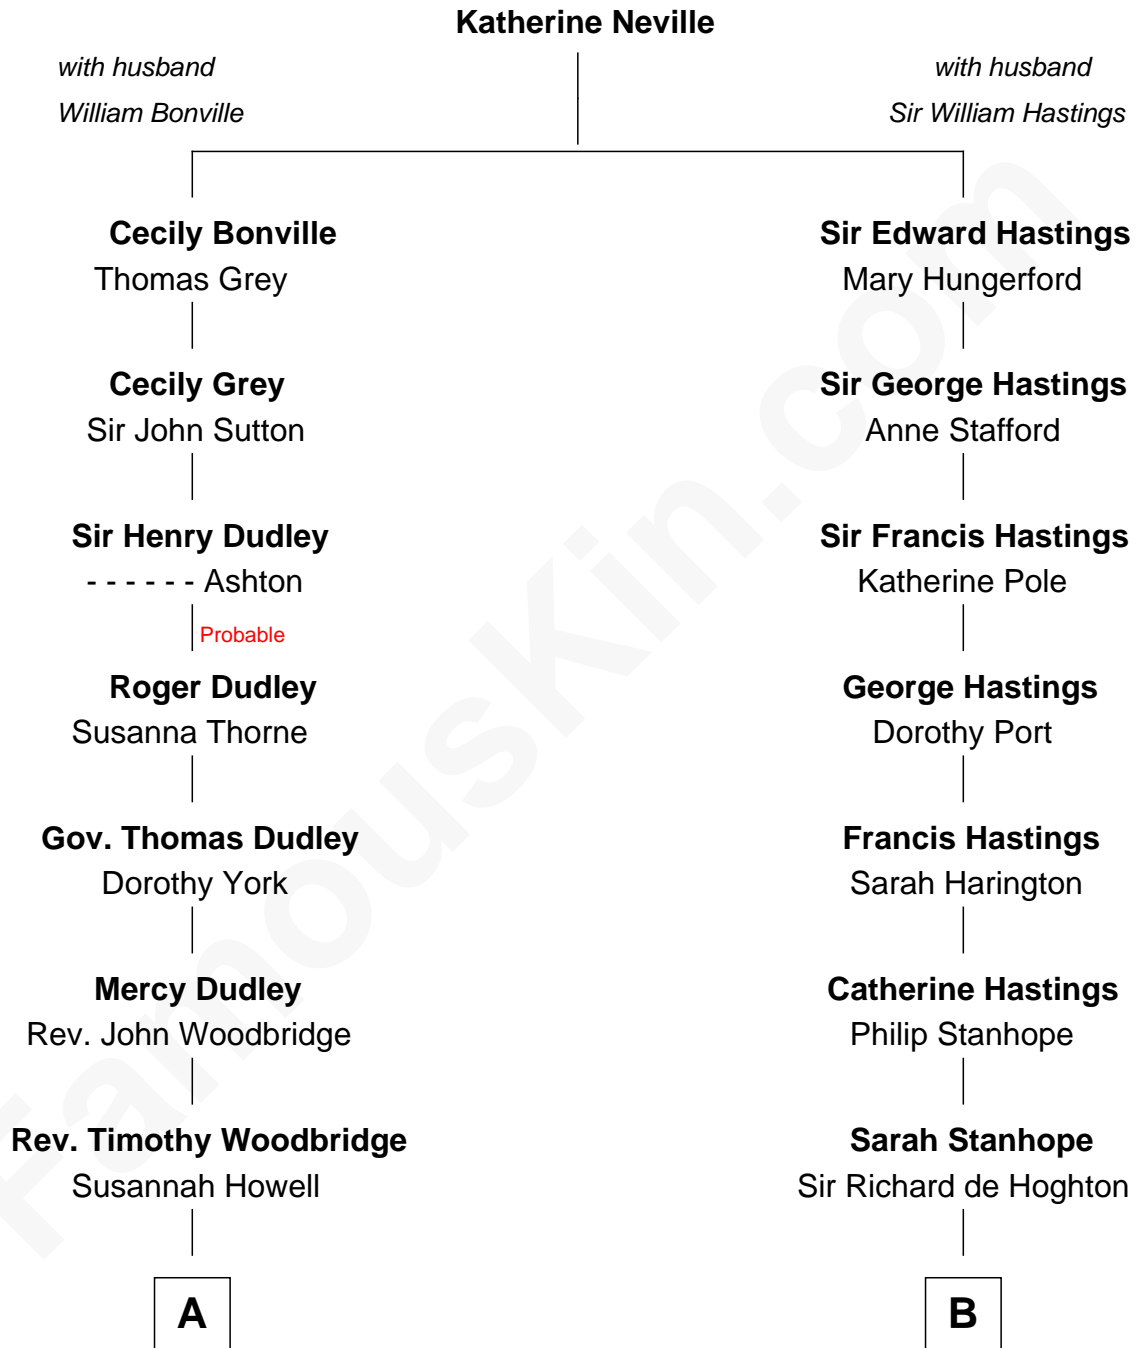 Katherine Neville
with husband
William Bonville
with husband
Sir William Hastings
Cecily Bonville
Thomas Grey
Sir Edward Hastings
Mary Hungerford
Cecily Grey
Sir John Sutton
Sir George Hastings
Anne Stafford
Sir Henry Dudley
- - - - - - Ashton
Probable
Sir Francis Hastings
Katherine Pole
Roger Dudley
Susanna Thorne
George Hastings
Dorothy Port
Gov. Thomas Dudley
Dorothy York
Francis Hastings
Sarah Harington
Mercy Dudley
Rev. John Woodbridge
Catherine Hastings
Philip Stanhope
Rev. Timothy Woodbridge
Susannah Howell
Sarah Stanhope
Sir Richard de Hoghton
A
B
FamousKin.com